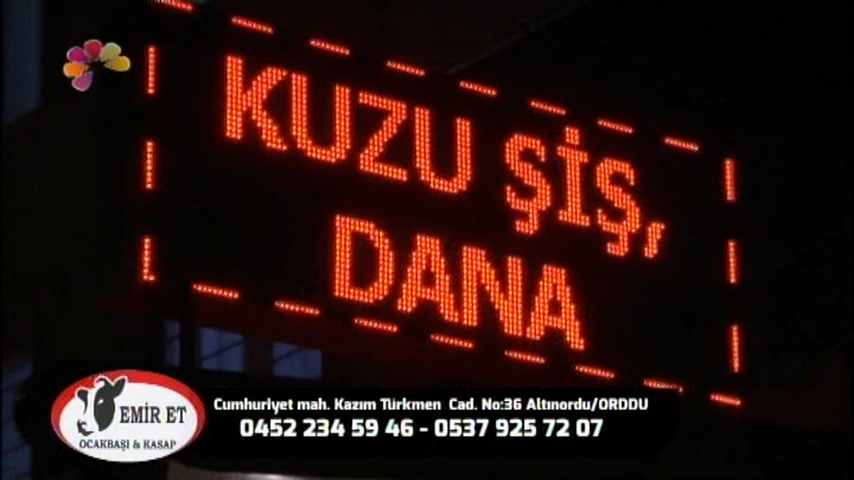 KUZU ŞİŞ,
DANA
EMİR ET
OCAKBAŞI & KASAP
Cumhuriyet mah. Kazım Türkmen Cad. No:36 Altınordu/ORDDU
0452 234 59 46 - 0537 925 72 07